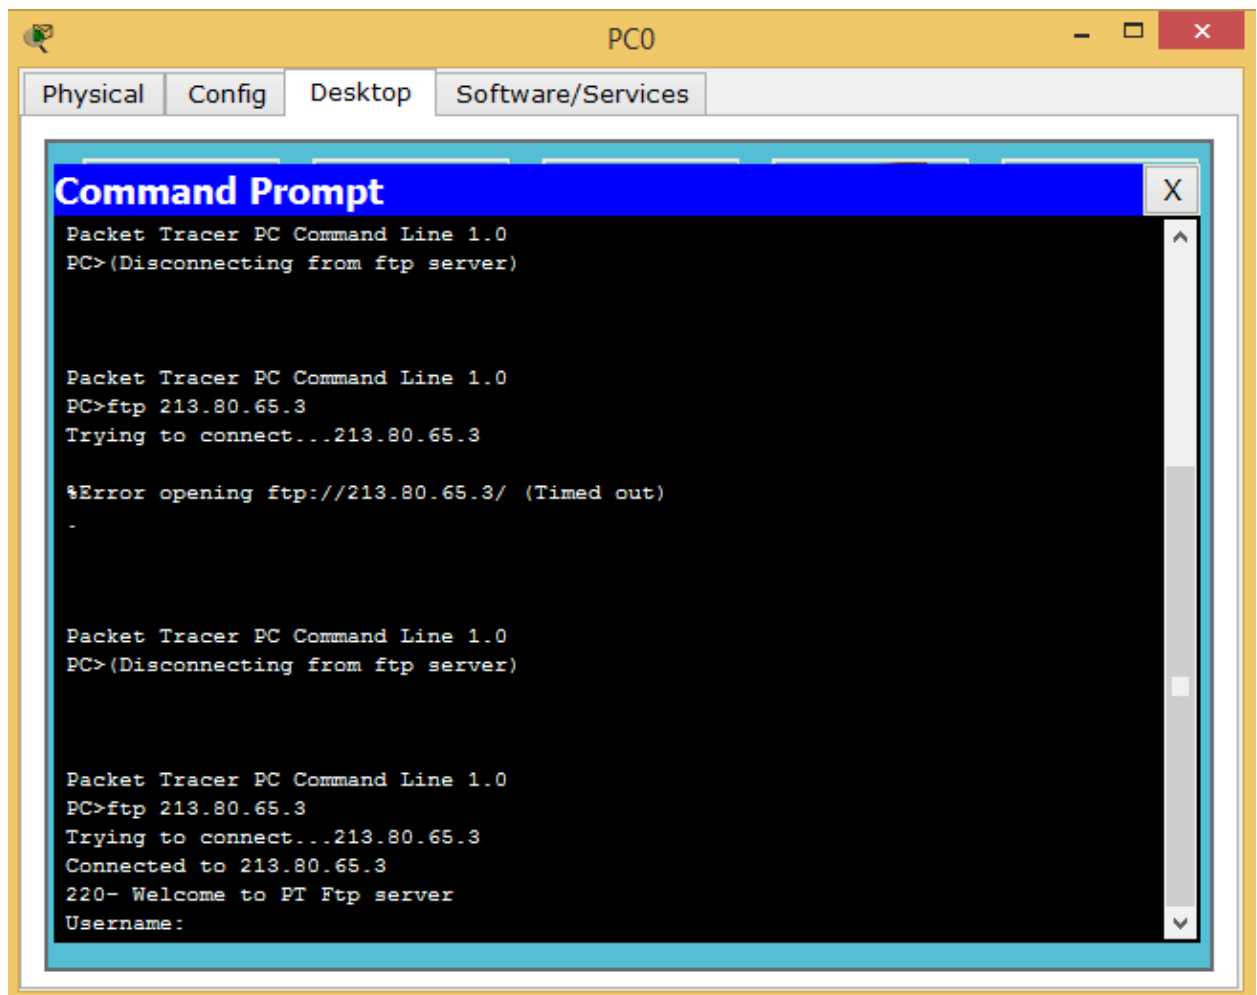 PC0
Physical Config Desktop Software/Services
Command Prompt
X
Packet Tracer PC Command Line 1.0
PC>(Disconnecting from ftp server)
Packet Tracer PC Command Line 1.0
PC>ftp 213.80.65.3
Trying to connect...213.80.65.3
%Error opening ftp://213.80.65.3/ (Timed out)
.
Packet Tracer PC Command Line 1.0
PC>(Disconnecting from ftp server)
Packet Tracer PC Command Line 1.0
PC>ftp 213.80.65.3
Trying to connect...213.80.65.3
Connected to 213.80.65.3
220- Welcome to PT Ftp server
Username: